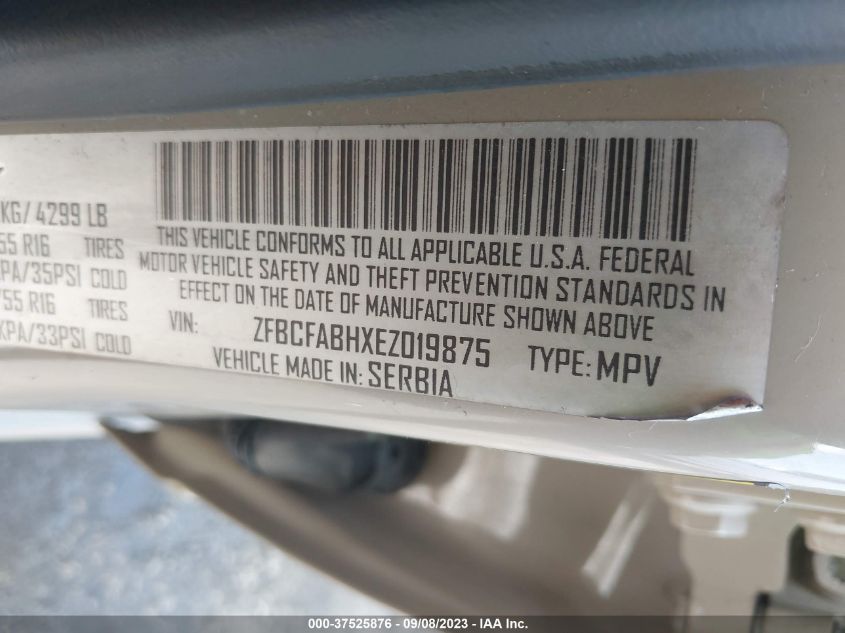 KG/ 4299 LB
55 R16 TIRES
KPA/35PSI COLD
55 R16 TIRES
KPA/33PSI COLD
THIS VEHICLE CONFORMS TO ALL APPLICABLE U.S.A. FEDERAL
MOTOR VEHICLE SAFETY AND THEFT PREVENTION STANDARDS IN
EFFECT ON THE DATE OF MANUFACTURE SHOWN ABOVE
VIN: ZFBCFABHXEZ019875 TYPE: MPV
VEHICLE MADE IN: SERBIA
000-37525876 - 09/08/2023 - IAA Inc.